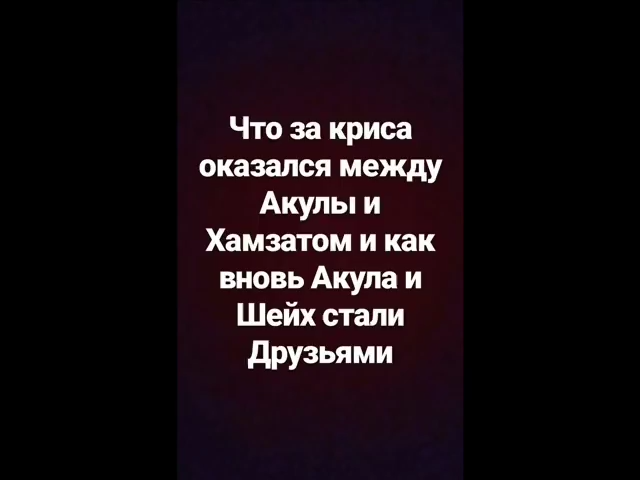 Что за криса
оказался между
Акулы и
Хамзатом и как
вновь Акула и
Шейх стали
Друзьями